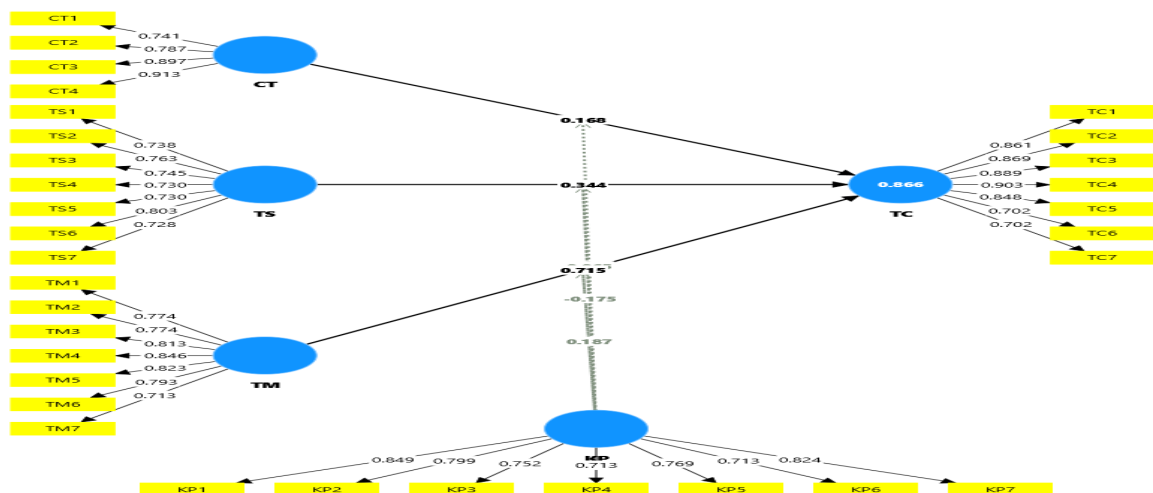 CT1
CT2
CT3
CT4
0.741
0.787
0.897
0.913
CT
TS1
TS2
TS3
TS4
TS5
TS6
TS7
0.738
0.763
0.745
0.730
0.730
0.803
0.728
TS
TM1
TM2
TM3
TM4
TM5
TM6
TM7
0.774
0.774
0.813
0.846
0.823
0.793
0.713
TM
0.168
0.344
0.715
-0.175
0.187
0.866
TC
0.861
0.869
0.889
0.903
0.848
0.702
0.702
TC1
TC2
TC3
TC4
TC5
TC6
TC7
KP
0.849
0.799
0.752
0.713
0.769
0.713
0.824
KP1
KP2
KP3
KP4
KP5
KP6
KP7